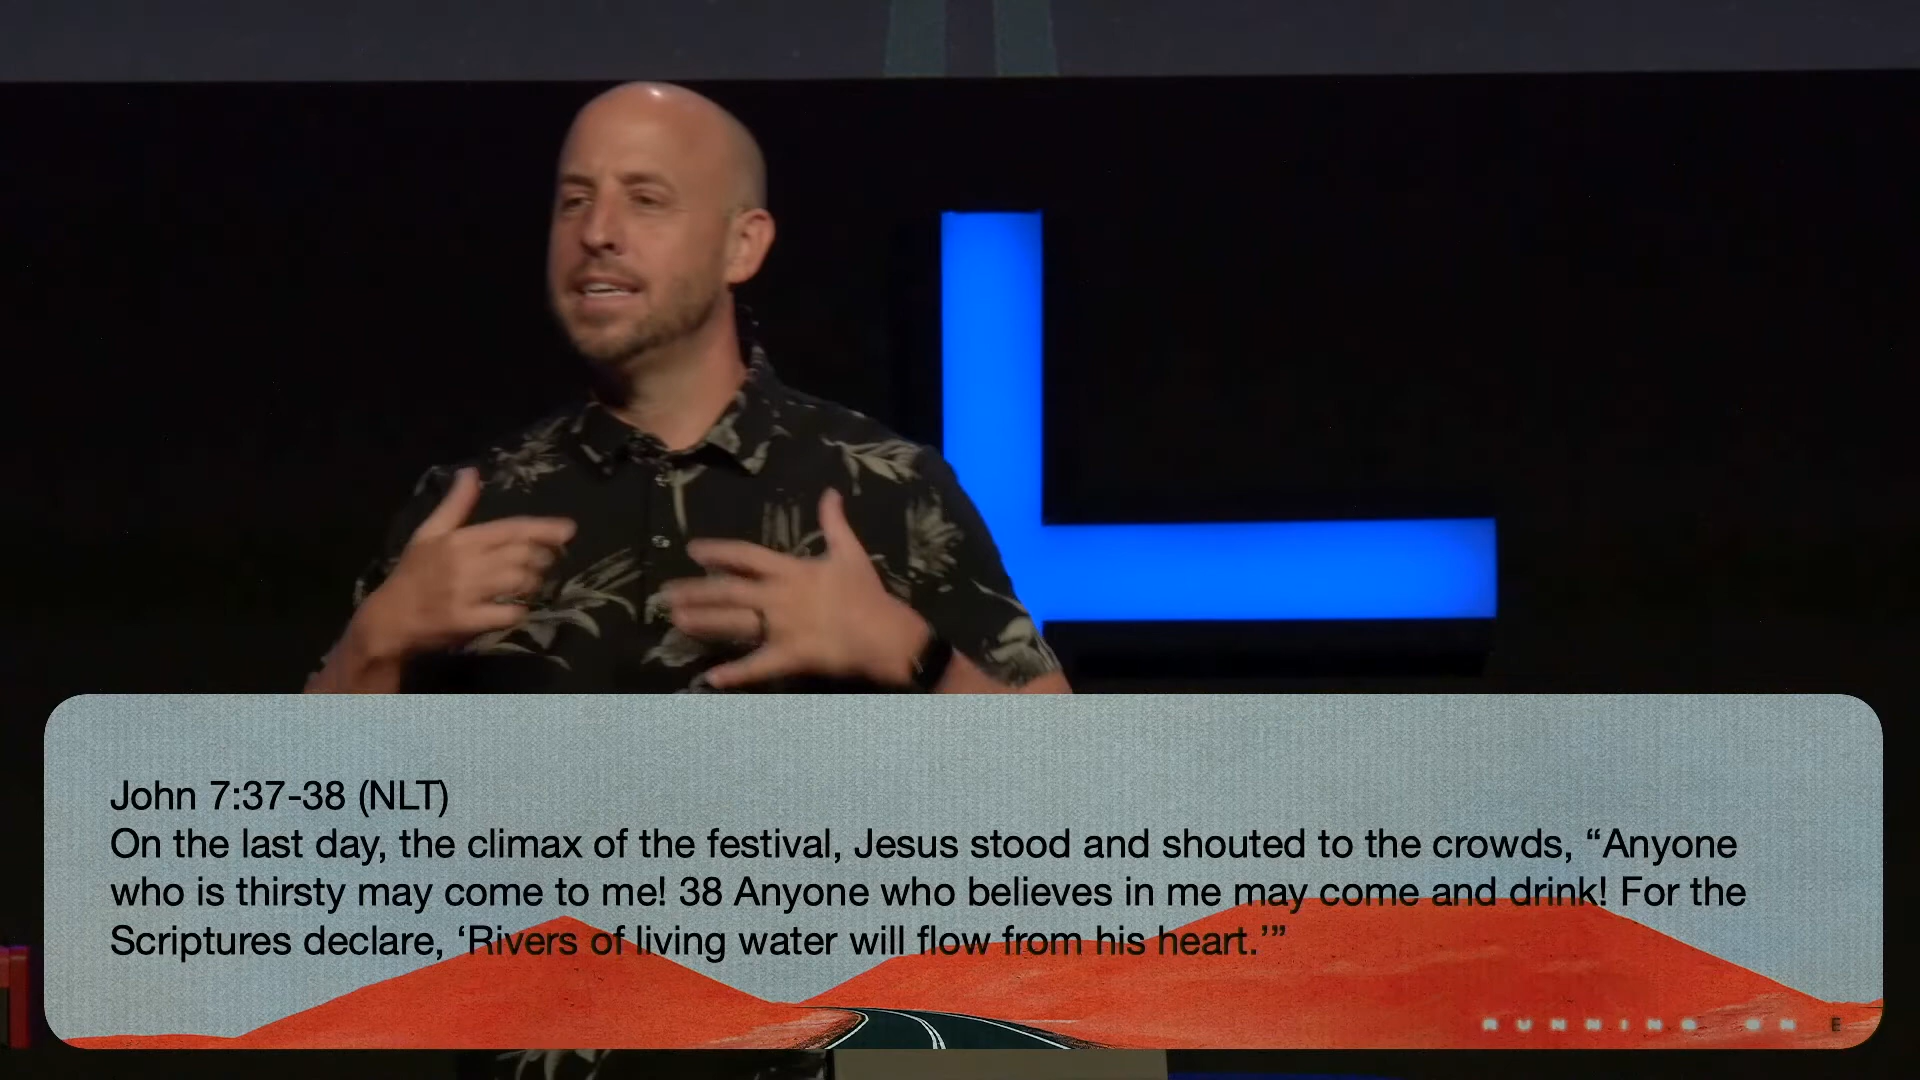 John 7:37-38 (NLT)
On the last day, the climax of the festival, Jesus stood and shouted to the crowds, “Anyone
who is thirsty may come to me! 38 Anyone who believes in me may come and drink! For the
Scriptures declare, ‘Rivers of living water will flow from his heart.’”
RUNNING ON E